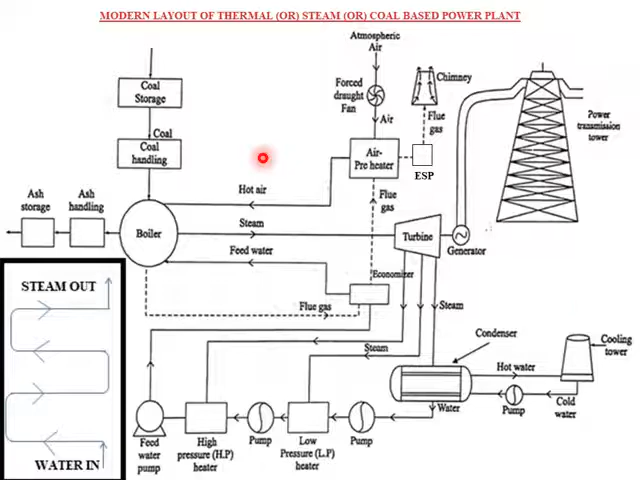 MODERN LAYOUT OF THERMAL (OR) STEAM (OR) COAL BASED POWER PLANT
Atmospheric
Air
Coal
Storage
Forced
draught
Fan
Chimney
Power
transmission
tower
Air
Flue
gas
Coal
Coal
handling
Air-
Pre heater
ESP
Hot air
Flue
gas
Ash
storage
Ash
handling
Boiler
Steam
Turbine
Generator
Feed water
Economizer
STEAM OUT
Flue gas
Steam
Condenser
Cooling
tower
Steam
Hot water
Water
Pump
Cold
water
WATER IN
Feed
water
pump
High
pressure (H.P)
heater
Pump
Low
Pressure (L.P)
heater
Pump